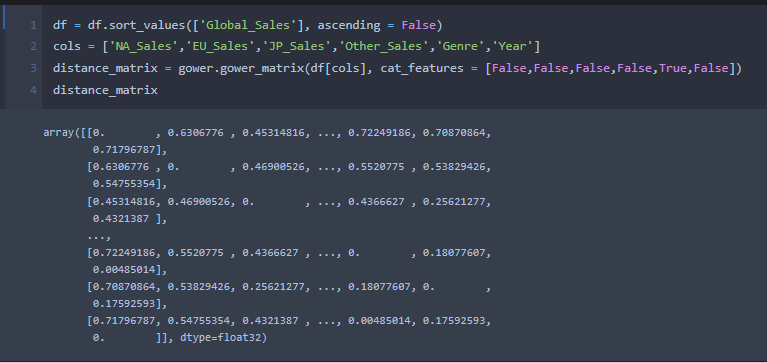 1 df = df.sort_values(['Global_Sales'], ascending = False)
2 cols = ['NA_Sales','EU_Sales','JP_Sales','Other_Sales','Genre','Year']
3 distance_matrix = gower.gower_matrix(df[cols], cat_features = [False,False,False,False,True,False])
4 distance_matrix
array([[0.        , 0.6306776 , 0.45314816, ..., 0.72249186, 0.70870864,
        0.71796787],
       [0.6306776 , 0.        , 0.46900526, ..., 0.5520775 , 0.53829426,
        0.54755354],
       [0.45314816, 0.46900526, 0.        , ..., 0.4366627 , 0.25621277,
        0.4321387 ],
       ...,
       [0.72249186, 0.5520775 , 0.4366627 , ..., 0.        , 0.18077607,
        0.00485014],
       [0.70870864, 0.53829426, 0.25621277, ..., 0.18077607, 0.        ,
        0.17592593],
       [0.71796787, 0.54755354, 0.4321387 , ..., 0.00485014, 0.17592593,
        0.        ]], dtype=float32)